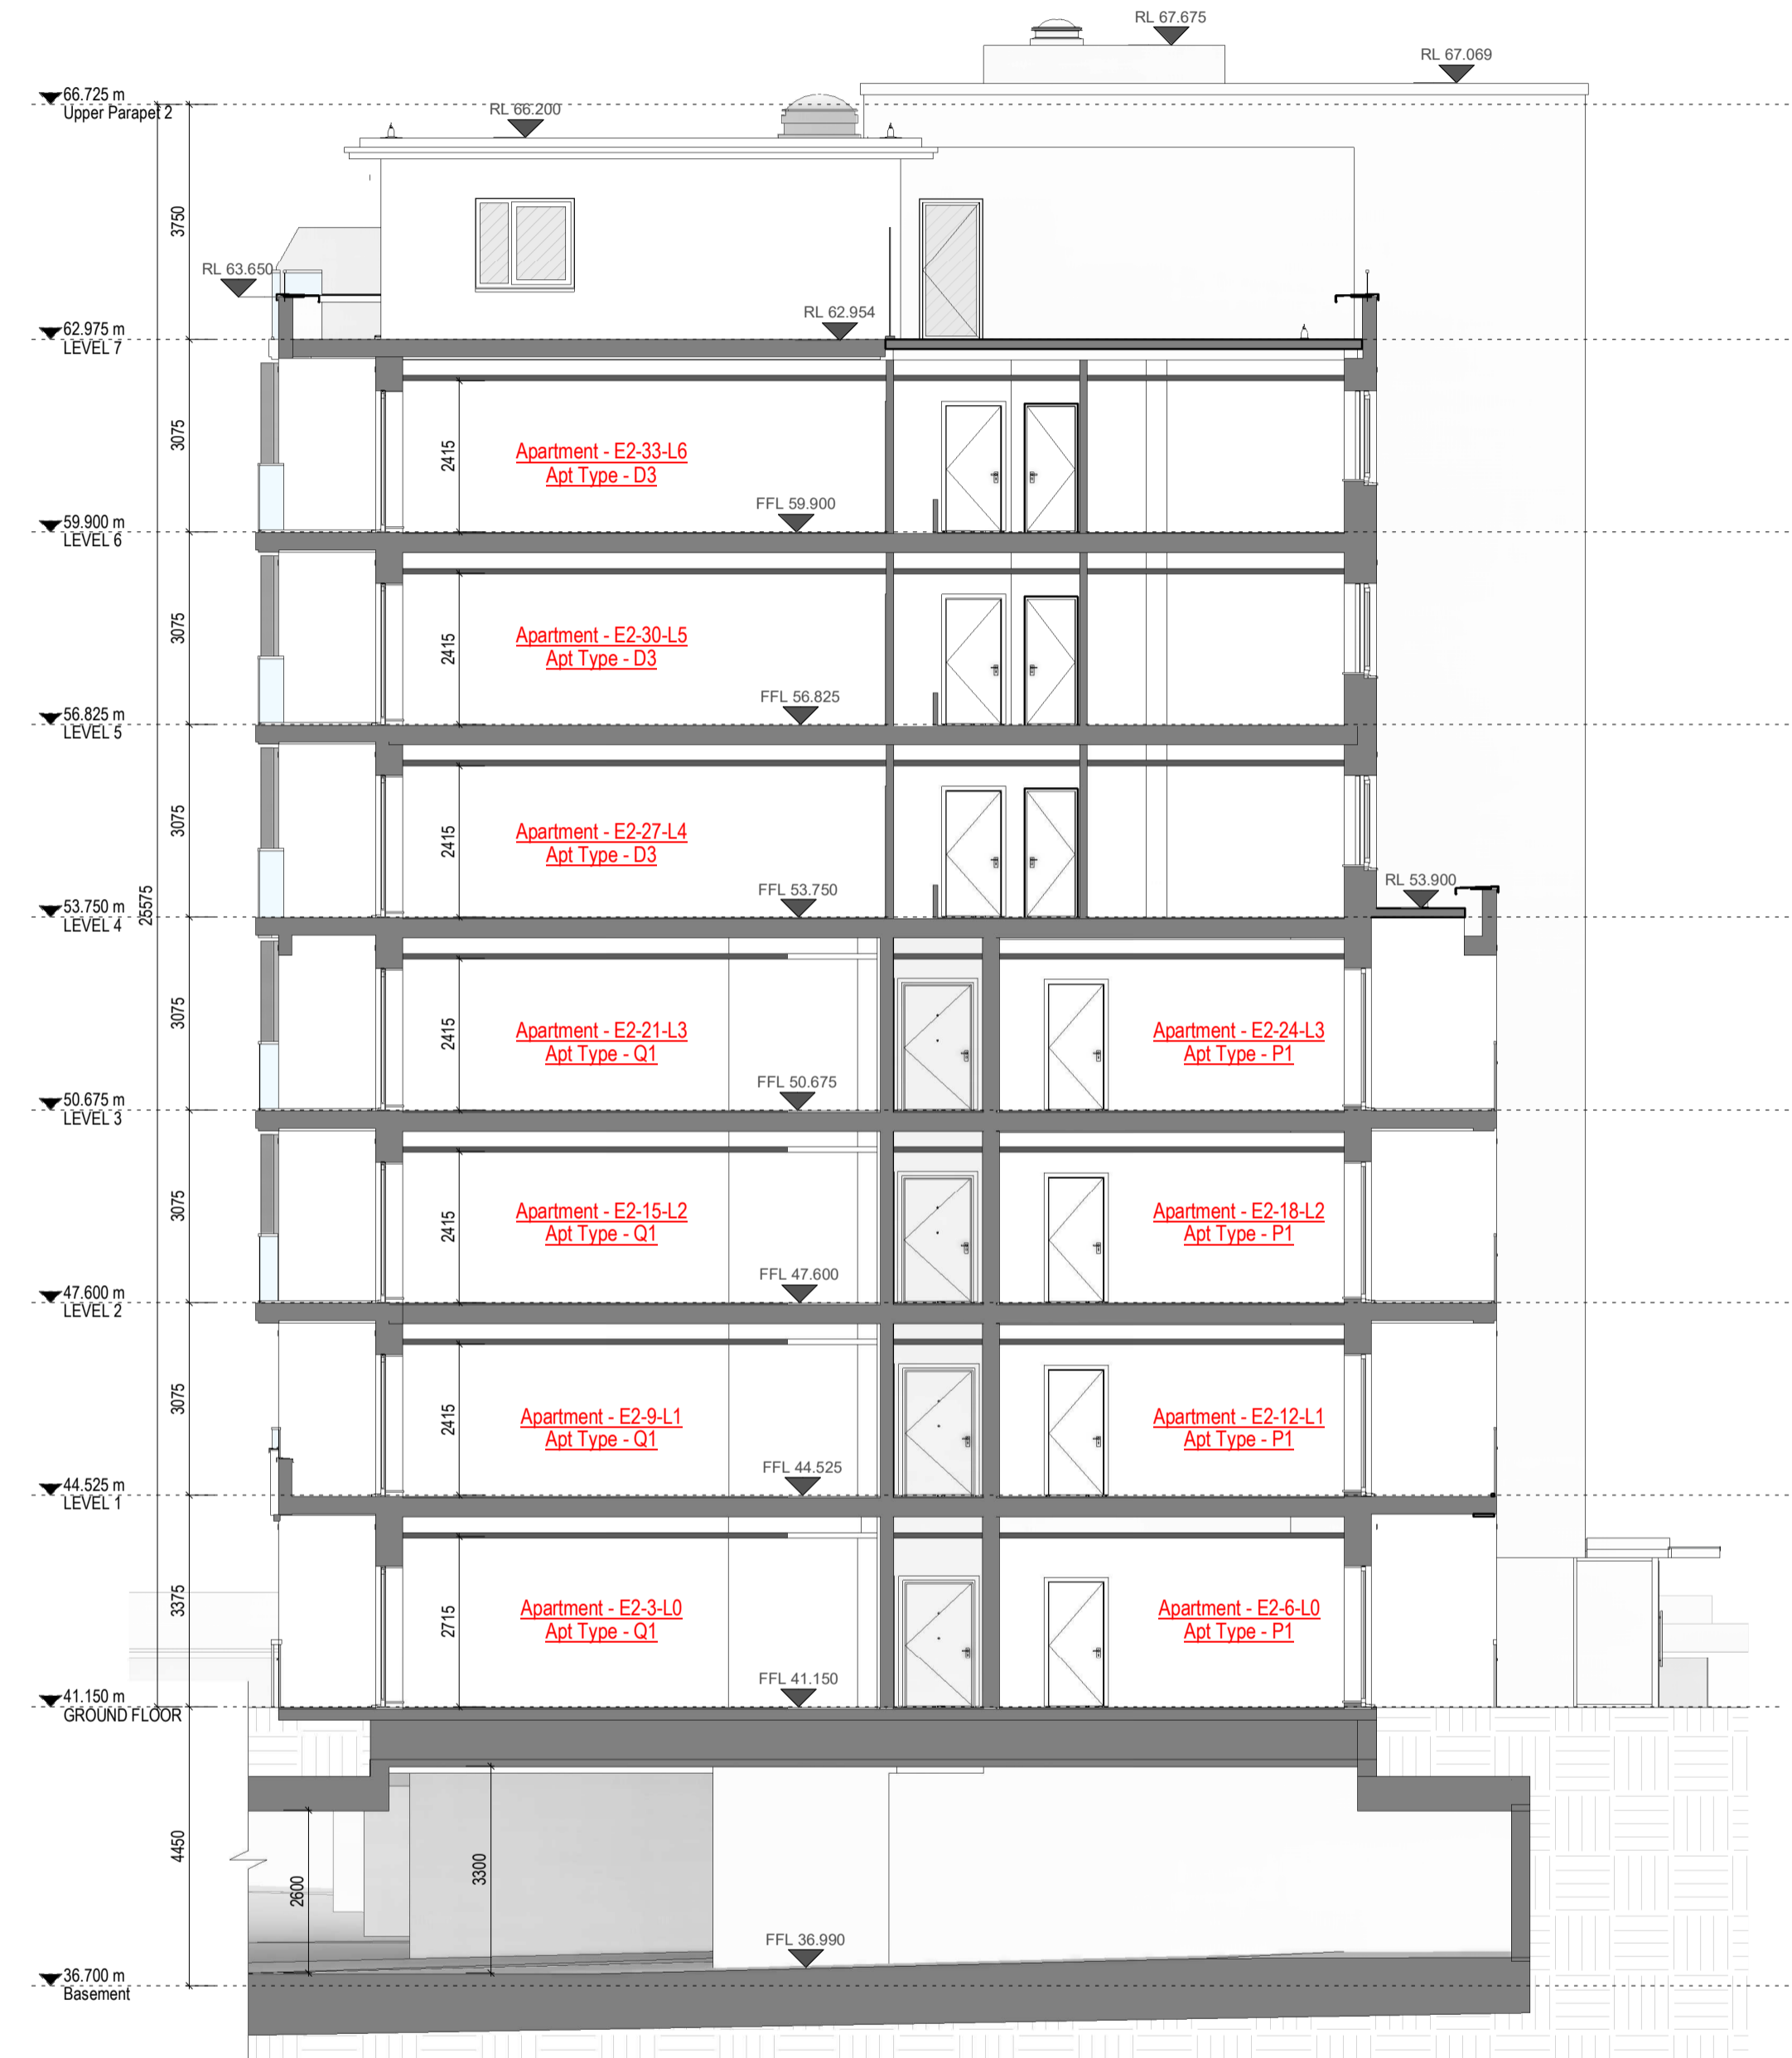 RL 67.675
RL 67.069
66.725 m
Upper Parapet 2
RL 66.200
3750
RL 63.650
RL 62.954
62.975 m
LEVEL 7
3075
2415
Apartment - E2-33-L6
Apt Type - D3
FFL 59.900
59.900 m
LEVEL 6
3075
2415
Apartment - E2-30-L5
Apt Type - D3
FFL 56.825
56.825 m
LEVEL 5
3075
2415
Apartment - E2-27-L4
Apt Type - D3
25575
FFL 53.750
RL 53.900
53.750 m
LEVEL 4
3075
2415
Apartment - E2-21-L3
Apt Type - Q1
Apartment - E2-24-L3
Apt Type - P1
FFL 50.675
50.675 m
LEVEL 3
3075
2415
Apartment - E2-15-L2
Apt Type - Q1
Apartment - E2-18-L2
Apt Type - P1
FFL 47.600
47.600 m
LEVEL 2
3075
2415
Apartment - E2-9-L1
Apt Type - Q1
Apartment - E2-12-L1
Apt Type - P1
FFL 44.525
44.525 m
LEVEL 1
3375
2715
Apartment - E2-3-L0
Apt Type - Q1
Apartment - E2-6-L0
Apt Type - P1
FFL 41.150
41.150 m
GROUND FLOOR
4450
2600
3300
FFL 36.990
36.700 m
Basement